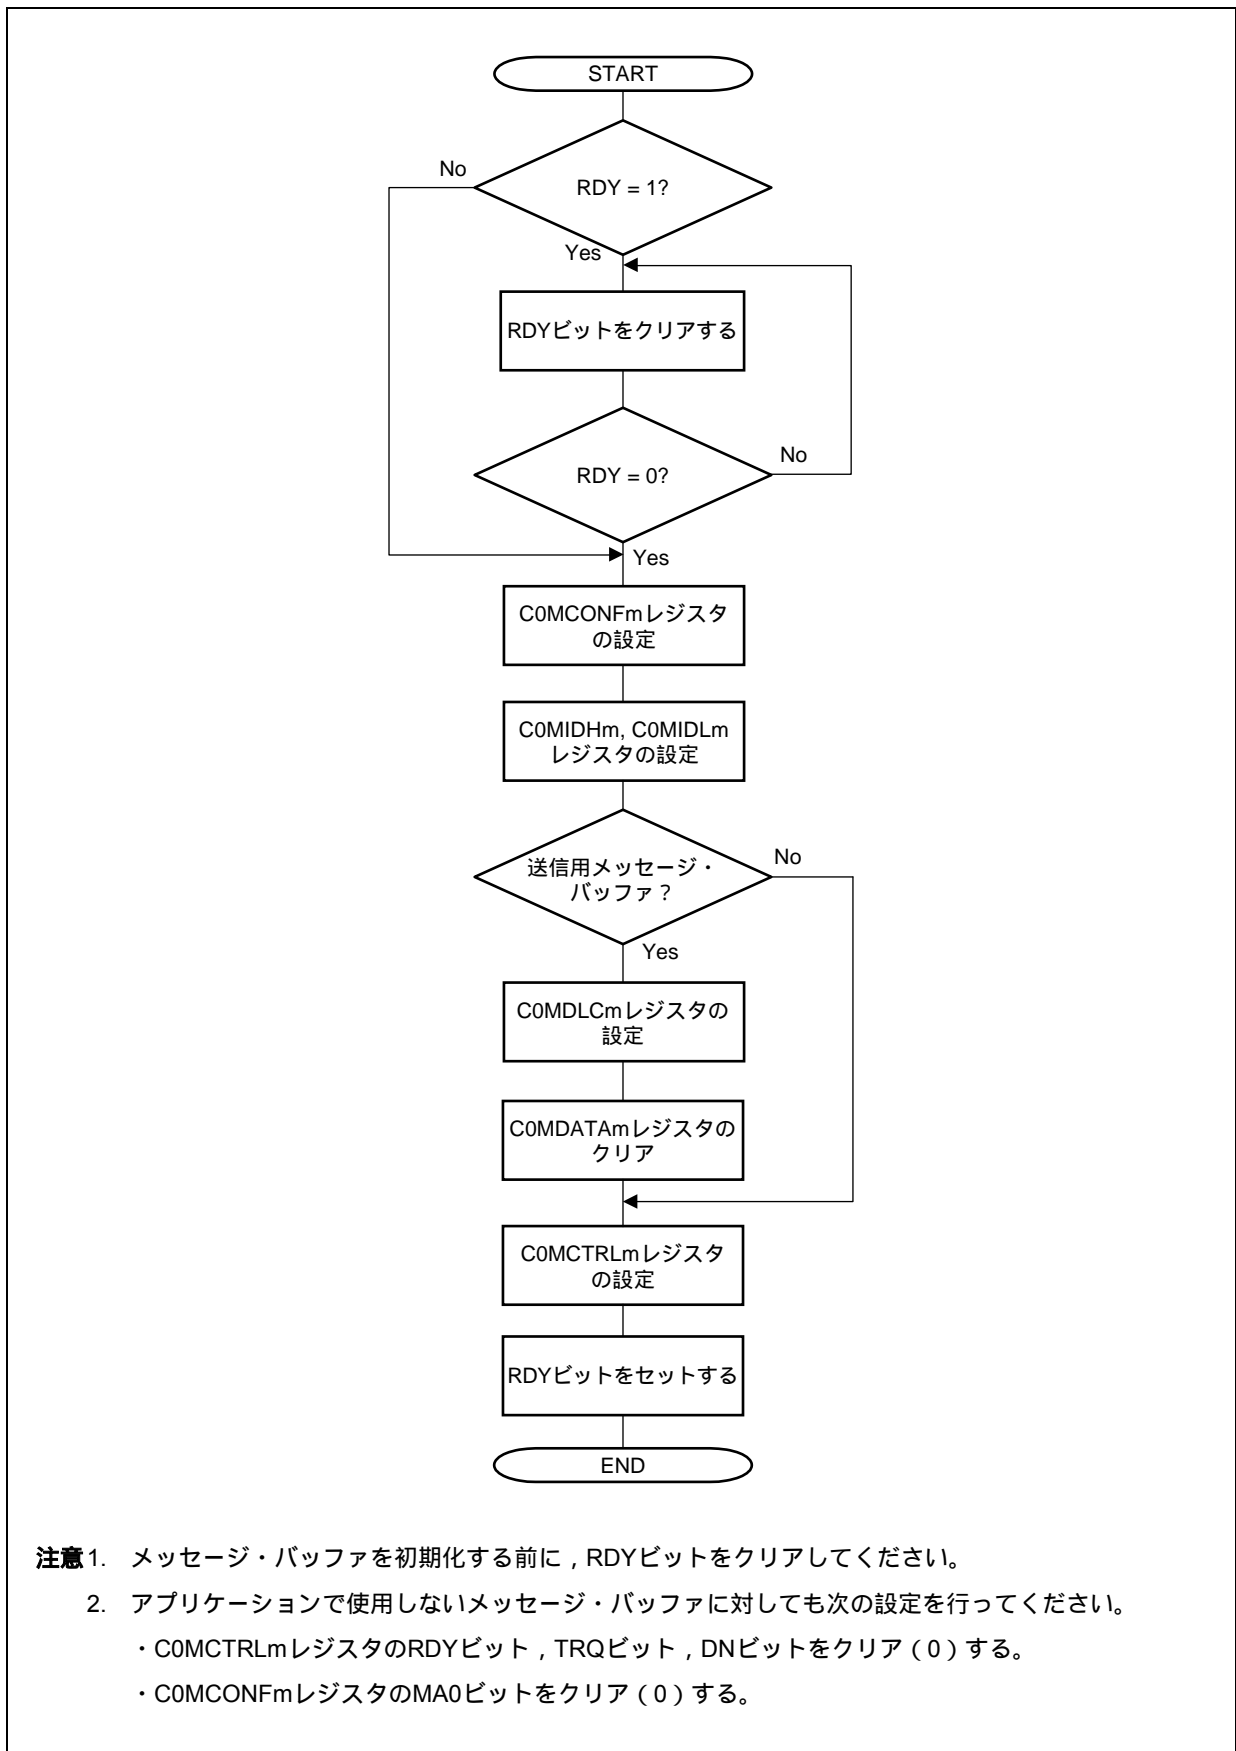 START
No
RDY = 1?
Yes
RDYビットをクリアする
RDY = 0?
No
Yes
C0MCONFmレジスタ
の設定
C0MIDHm, C0MIDLm
レジスタの設定
送信用メッセージ・
バッファ？
No
Yes
C0MDLCmレジスタの
設定
C0MDATAmレジスタの
クリア
C0MCTRLmレジスタ
の設定
RDYビットをセットする
END
注意1. メッセージ・バッファを初期化する前に，RDYビットをクリアしてください。
2. アプリケーションで使用しないメッセージ・バッファに対しても次の設定を行ってください。
・C0MCTRLmレジスタのRDYビット，TRQビット，DNビットをクリア（0）する。
・C0MCONFmレジスタのMA0ビットをクリア（0）する。